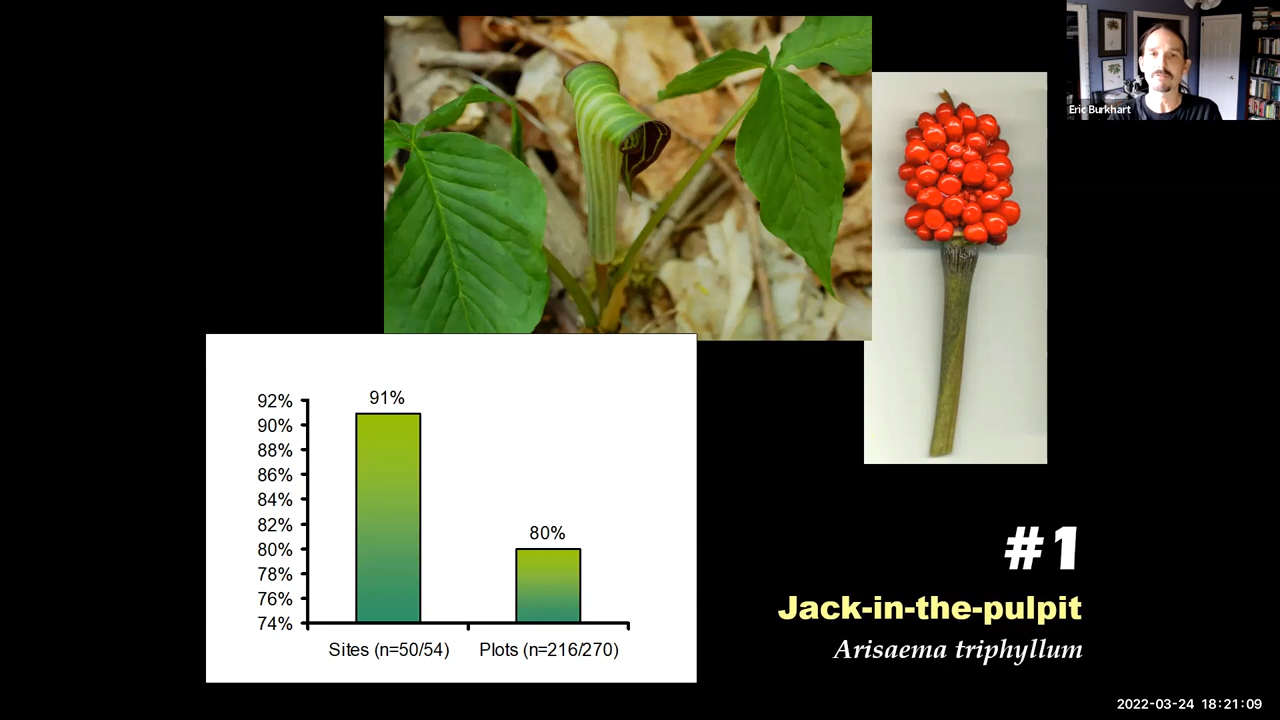 Eric Burkhart
92%
90%
88%
86%
84%
82%
80%
78%
76%
74%
91%
80%
Sites (n=50/54)
Plots (n=216/270)
#1
Jack-in-the-pulpit
Arisaema triphyllum
2022-03-24 18:21:09